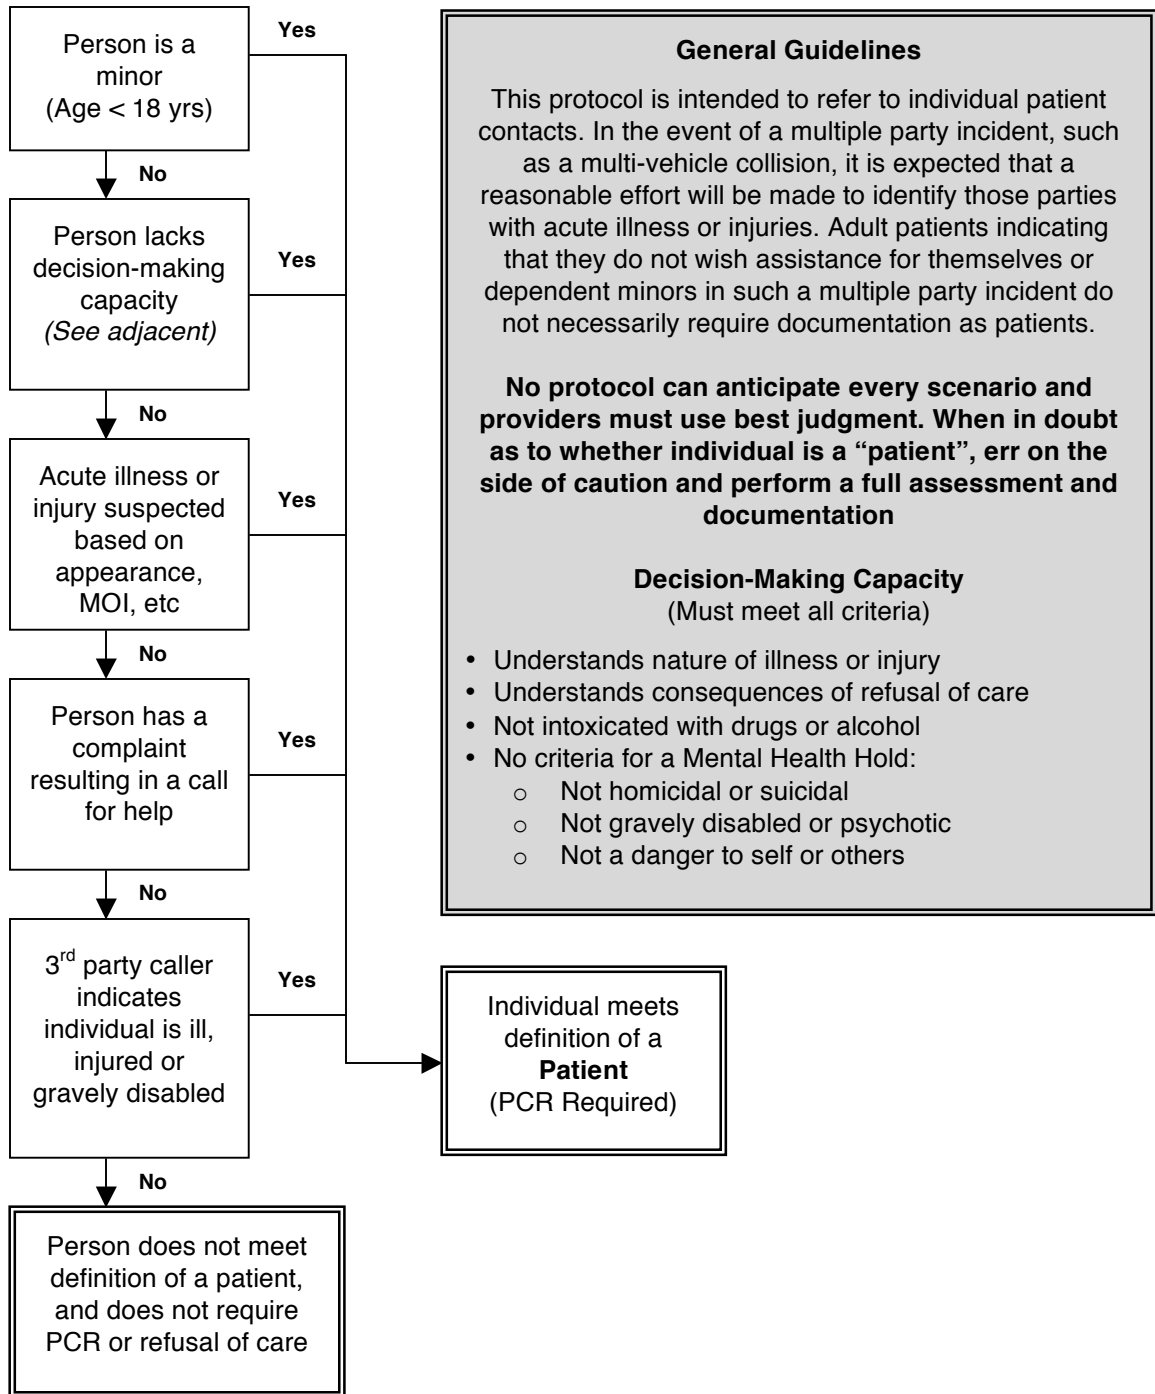 Person is a
minor
(Age < 18 yrs)
Yes
No
Person lacks
decision-making
capacity
(See adjacent)
Yes
No
Acute illness or
injury suspected
based on
appearance,
MOI, etc
Yes
No
Person has a
complaint
resulting in a call
for help
Yes
No
3rd party caller
indicates
individual is ill,
injured or
gravely disabled
Yes
No
Person does not meet
definition of a patient,
and does not require
PCR or refusal of care
General Guidelines
This protocol is intended to refer to individual patient
contacts. In the event of a multiple party incident, such
as a multi-vehicle collision, it is expected that a
reasonable effort will be made to identify those parties
with acute illness or injuries. Adult patients indicating
that they do not wish assistance for themselves or
dependent minors in such a multiple party incident do
not necessarily require documentation as patients.
No protocol can anticipate every scenario and
providers must use best judgment. When in doubt
as to whether individual is a “patient”, err on the
side of caution and perform a full assessment and
documentation
Decision-Making Capacity
(Must meet all criteria)
• Understands nature of illness or injury
• Understands consequences of refusal of care
• Not intoxicated with drugs or alcohol
• No criteria for a Mental Health Hold:
o Not homicidal or suicidal
o Not gravely disabled or psychotic
o Not a danger to self or others
Individual meets
definition of a
Patient
(PCR Required)